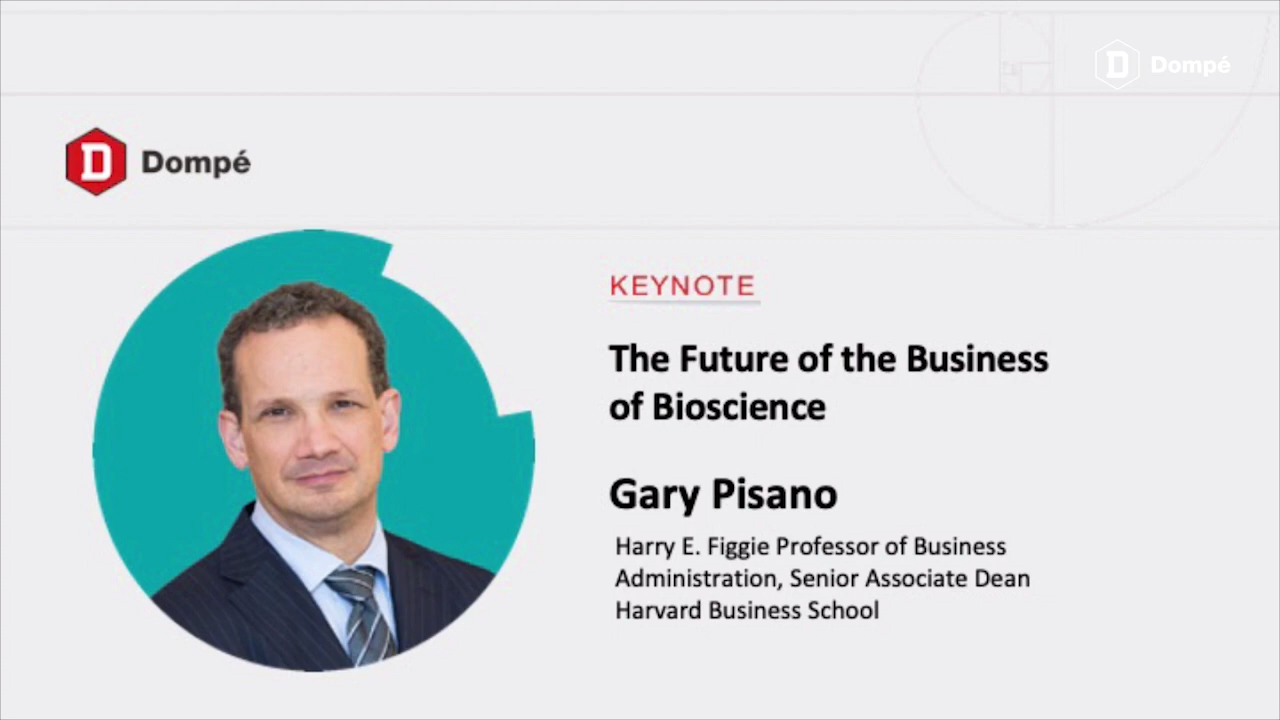 Dompé
Dompé
KEYNOTE
The Future of the Business
of Bioscience
Gary Pisano
Harry E. Figgie Professor of Business
Administration, Senior Associate Dean
Harvard Business School